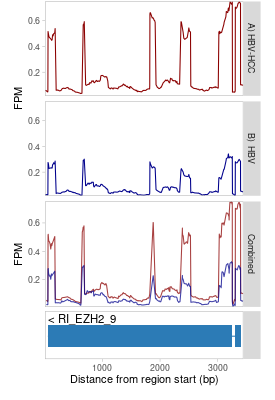 0.6
0.4
0.2
FPM
A) HBV-HCC
0.6
0.4
0.2
B) HBV
0.6
0.4
0.2
FPM
Combined
< RI_EZH2_9
1000
2000
3000
Distance from region start (bp)